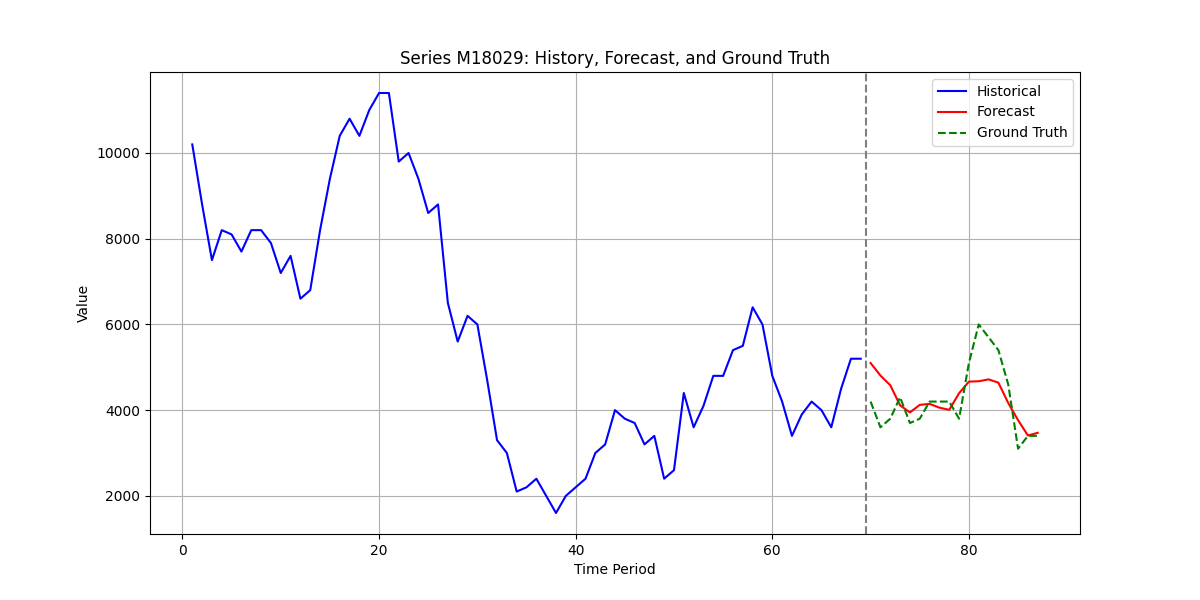 Series M18029: History, Forecast, and Ground Truth
Historical
Forecast
Ground Truth
Value
10000
8000
6000
4000
2000
0 20 40 60 80
Time Period